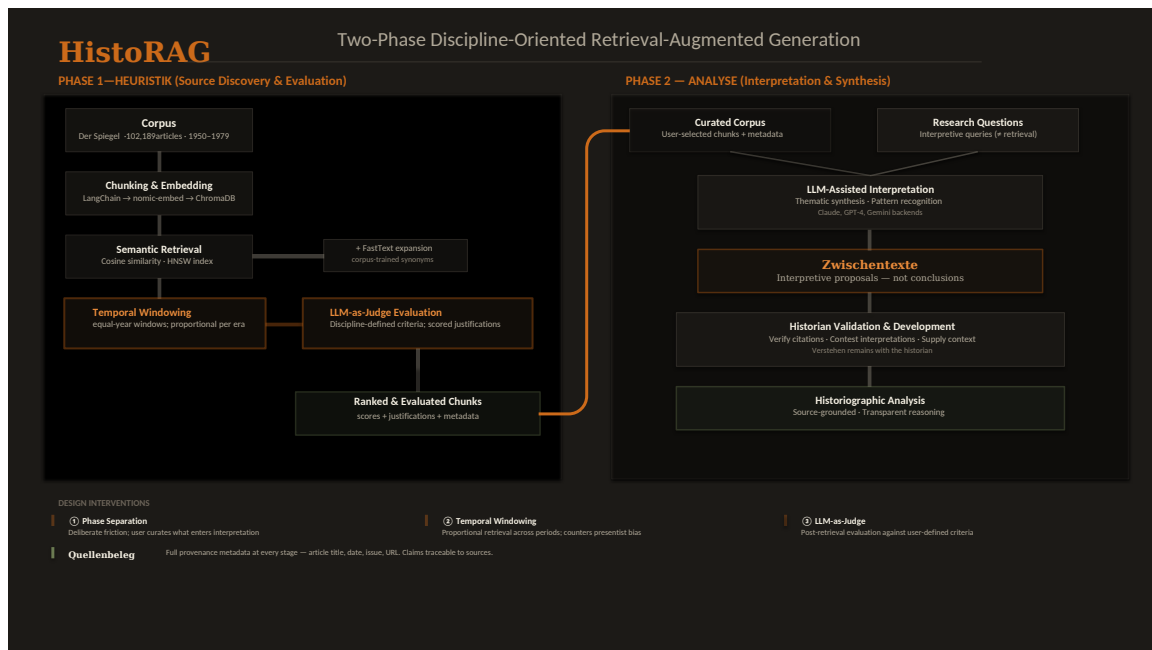 HistoRAG
Two-Phase Discipline-Oriented Retrieval-Augmented Generation
PHASE 1—HEURISTIK (Source Discovery & Evaluation)
Corpus
Der Spiegel ·102,189articles · 1950–1979
Chunking & Embedding
LangChain → nomic-embed → ChromaDB
Semantic Retrieval
Cosine similarity · HNSW index
+ FastText expansion
corpus-trained synonyms
Temporal Windowing
equal-year windows; proportional per era
LLM-as-Judge Evaluation
Discipline-defined criteria; scored justifications
Ranked & Evaluated Chunks
scores + justifications + metadata
PHASE 2 — ANALYSE (Interpretation & Synthesis)
Curated Corpus
User-selected chunks + metadata
Research Questions
Interpretive queries (≠ retrieval)
LLM-Assisted Interpretation
Thematic synthesis · Pattern recognition
Claude, GPT-4, Gemini backends
Zwischentexte
Interpretive proposals — not conclusions
Historian Validation & Development
Verify citations · Contest interpretations · Supply context
Verstehen remains with the historian
Historiographic Analysis
Source-grounded · Transparent reasoning
DESIGN INTERVENTIONS
① Phase Separation
Deliberate friction; user curates what enters interpretation
② Temporal Windowing
Proportional retrieval across periods; counters presentist bias
③ LLM-as-Judge
Post-retrieval evaluation against user-defined criteria
Quellenbeleg
Full provenance metadata at every stage — article title, date, issue, URL. Claims traceable to sources.